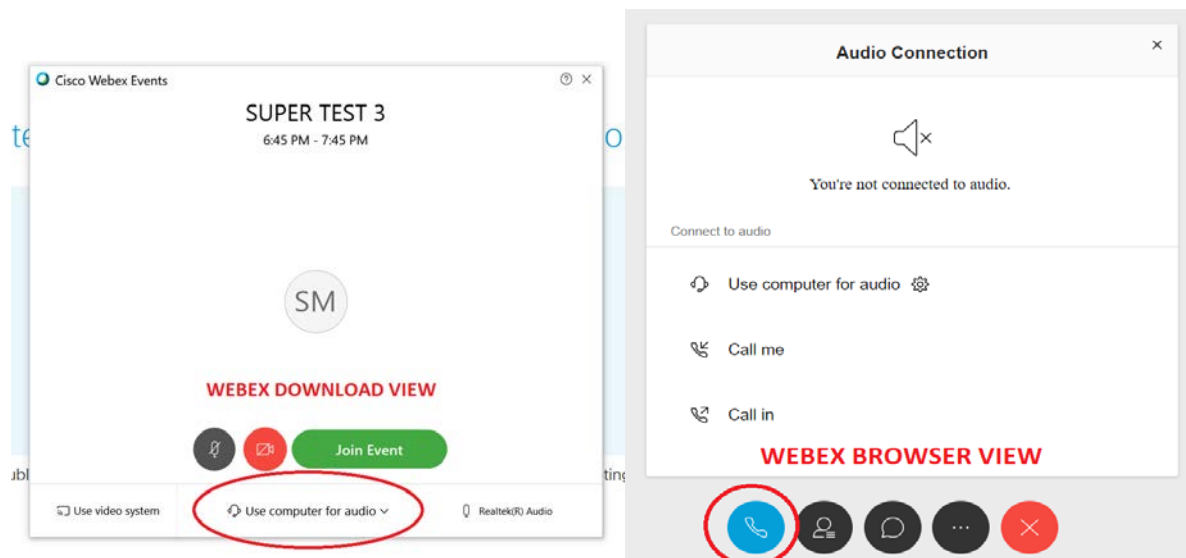 Cisco Webex Events
SUPER TEST 3
6:45 PM - 7:45 PM
SM
WEBEX DOWNLOAD VIEW
Join Event
Use video system
Use computer for audio
Realtek(R) Audio
Audio Connection
You're not connected to audio.
Connect to audio
Use computer for audio
Call me
Call in
WEBEX BROWSER VIEW